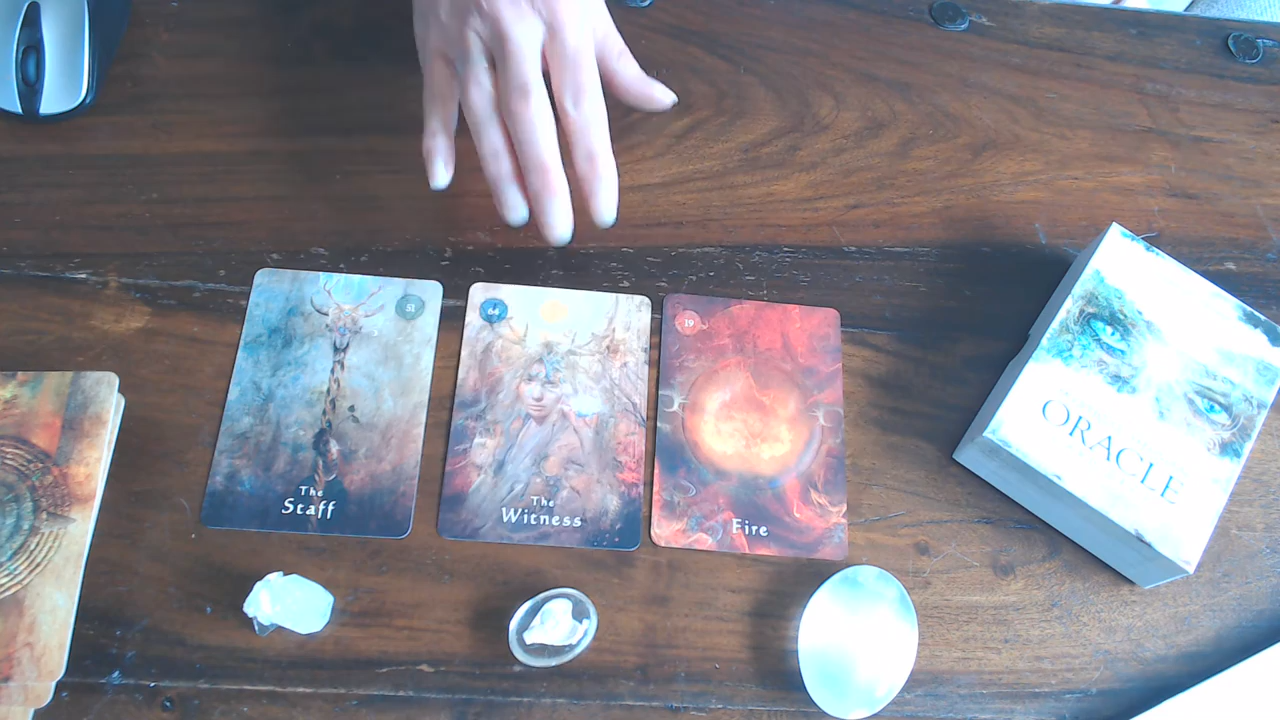 51
The
Staff
64
The
Witness
19
Fire
ORACLE